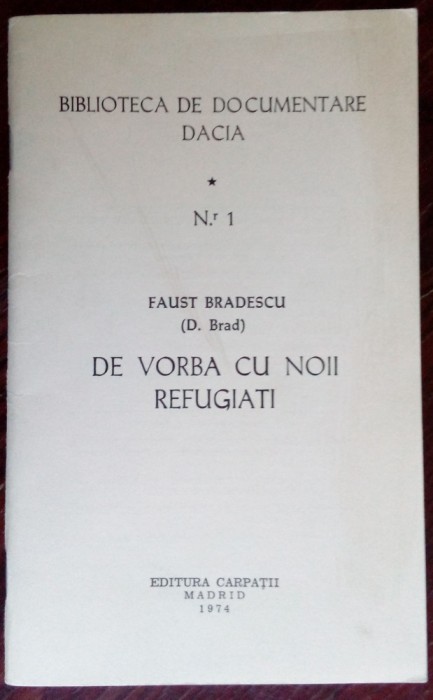 BIBLIOTECA DE DOCUMENTARE
DACIA
★
N.r 1
FAUST BRADESCU
(D. Brad)
DE VORBA CU NOII
REFUGIATI
EDITURA CARPAȚII
MADRID
1974